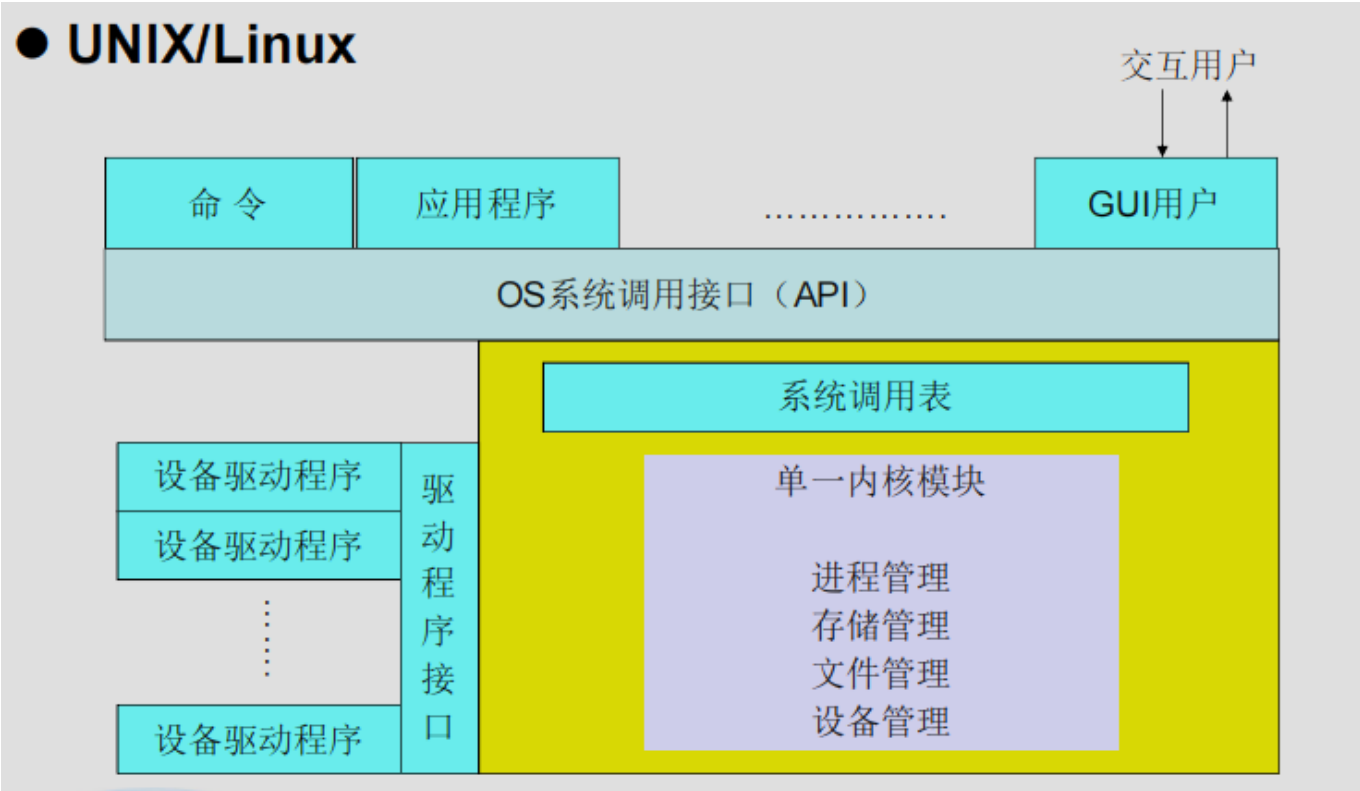 ● UNIX/Linux
交互用户
命 令
应用程序
…………….
GUI用户
OS系统调用接口（API）
系统调用表
设备驱动程序
设备驱动程序
……
设备驱动程序
驱动程序接口
单一内核模块
进程管理
存储管理
文件管理
设备管理